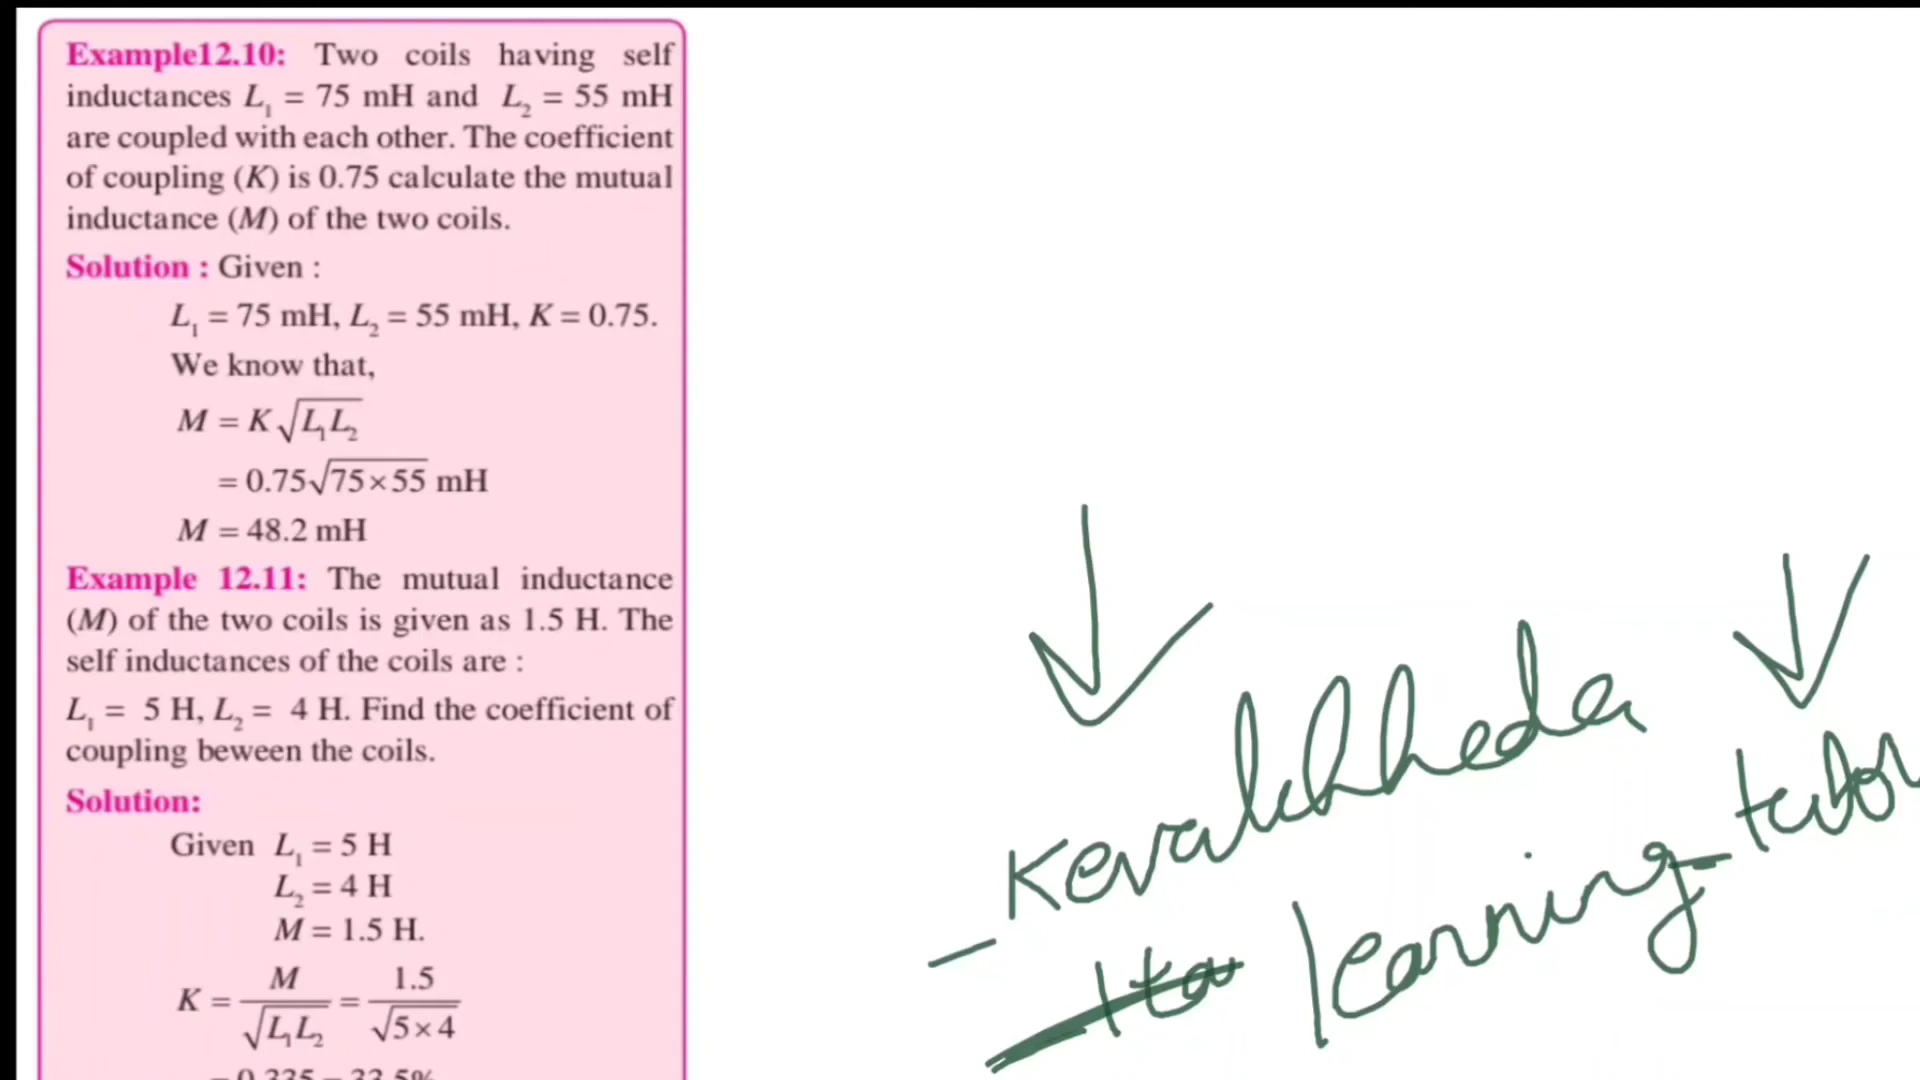 Example12.10: Two coils having self
inductances L₁ = 75 mH and L₂ = 55 mH
are coupled with each other. The coefficient
of coupling (K) is 0.75 calculate the mutual
inductance (M) of the two coils.
Solution : Given :
L₁ = 75 mH, L₂ = 55 mH, K = 0.75.
We know that,
M = K√L₁L₂
= 0.75√75×55 mH
M = 48.2 mH
Example 12.11: The mutual inductance
(M) of the two coils is given as 1.5 H. The
self inductances of the coils are :
L₁ = 5 H, L₂ = 4 H. Find the coefficient of
coupling beween the coils.
Solution:
Given L₁ = 5 H
L₂ = 4 H
M = 1.5 H.
K = M/√L₁L₂ = 1.5/√5×4
= 0.335 = 33.5%
learning